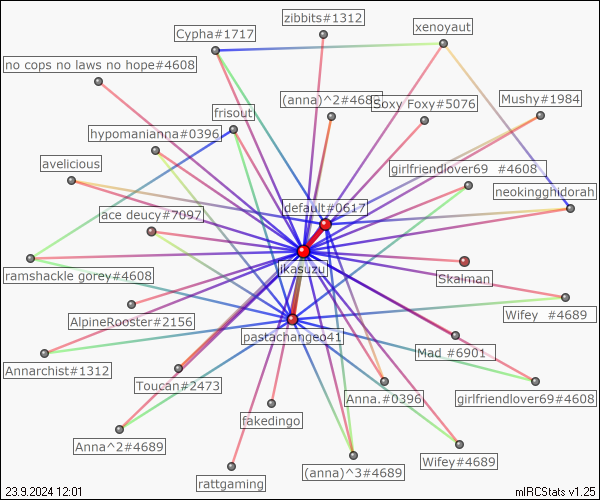 zibbits#1312
xenoyaut
Cypha#1717
no cops no laws no hope#4608
(anna)^2#4689
Soxy Foxy#5076
Mushy#1984
frisout
hypomanianna#0396
avelicious
girlfriendlover69 #4608
neokingghidorah
default#0617
ace deucy#7097
jkasuzu
ramshackle gorey#4608
Skalman
AlpineRooster#2156
Wifey #4689
pastachangeo41
Mad #6901
Annarchist#1312
Toucan#2473
Anna.#0396
girlfriendlover69#4608
fakedingo
Anna^2#4689
Wifey#4689
(anna)^3#4689
rattgaming
23.9.2024 12:01
mIRCStats v1.25